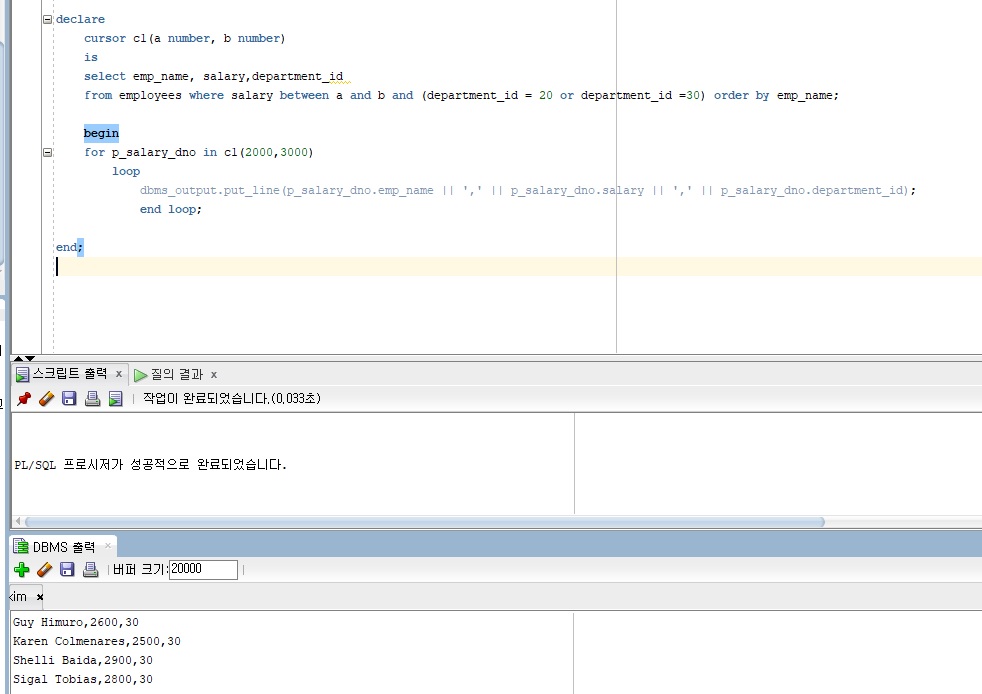 declare
cursor c1(a number, b number)
is
select emp_name, salary,department_id
from employees where salary between a and b and (department_id = 20 or department_id =30) order by emp_name;
begin
for p_salary_dno in c1(2000,3000)
loop
dbms_output.put_line(p_salary_dno.emp_name || ',' || p_salary_dno.salary || ',' || p_salary_dno.department_id);
end loop;
end;
스크립트 출력 x 질의 결과 x
작업이 완료되었습니다.(0,033초)
PL/SQL 프로시저가 성공적으로 완료되었습니다.
DBMS 출력 ×
버퍼 크기:20000
kim ×
Guy Himuro,2600,30
Karen Colmenares,2500,30
Shelli Baida,2900,30
Sigal Tobias,2800,30